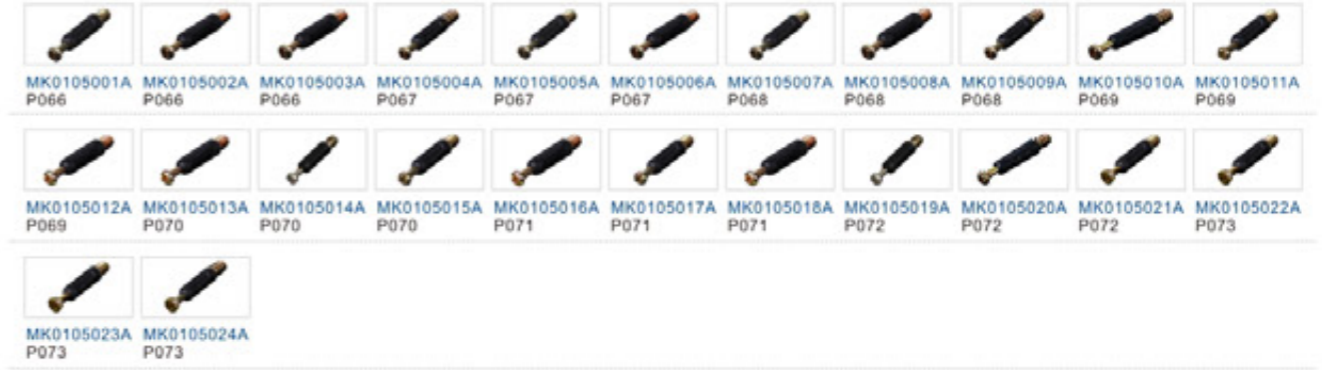 MK0105001A MK0105002A MK0105003A MK0105004A MK0105005A MK0105006A MK0105007A MK0105008A MK0105009A MK0105010A MK0105011A
P066 P066 P066 P067 P067 P067 P068 P068 P068 P069 P069
MK0105012A MK0105013A MK0105014A MK0105015A MK0105016A MK0105017A MK0105018A MK0105019A MK0105020A MK0105021A MK0105022A
P069 P070 P070 P070 P071 P071 P071 P072 P072 P072 P073
MK0105023A MK0105024A
P073 P073